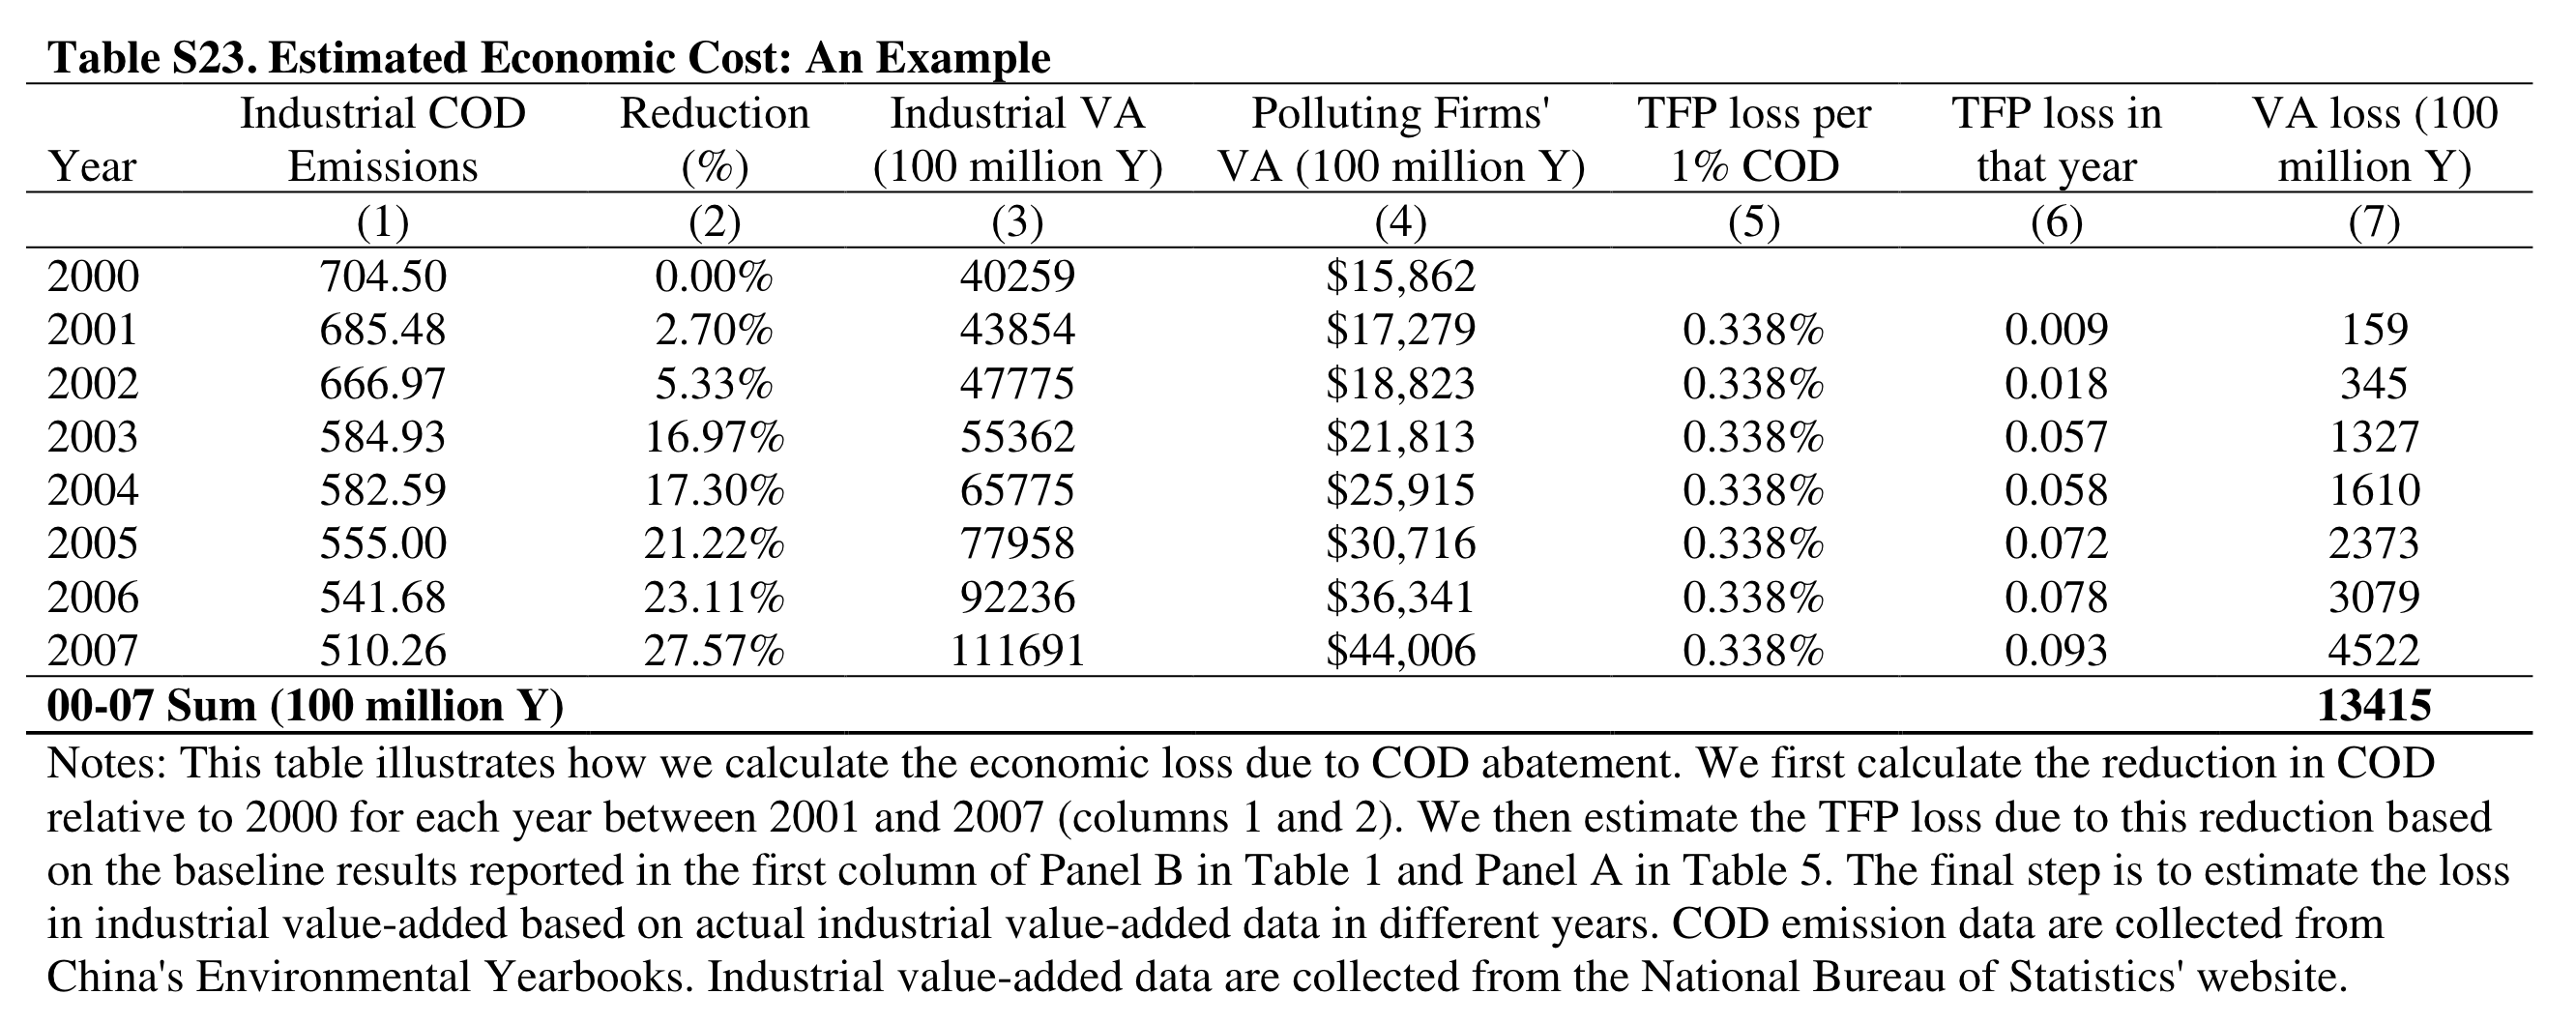 Table S23. Estimated Economic Cost: An Example
Year Industrial COD Emissions Reduction (%) Industrial VA (100 million Y) Polluting Firms' VA (100 million Y) TFP loss per 1% COD TFP loss in that year VA loss (100 million Y)
(1) (2) (3) (4) (5) (6) (7)
2000 704.50 0.00% 40259 $15,862
2001 685.48 2.70% 43854 $17,279 0.338% 0.009 159
2002 666.97 5.33% 47775 $18,823 0.338% 0.018 345
2003 584.93 16.97% 55362 $21,813 0.338% 0.057 1327
2004 582.59 17.30% 65775 $25,915 0.338% 0.058 1610
2005 555.00 21.22% 77958 $30,716 0.338% 0.072 2373
2006 541.68 23.11% 92236 $36,341 0.338% 0.078 3079
2007 510.26 27.57% 111691 $44,006 0.338% 0.093 4522
00-07 Sum (100 million Y) 13415
Notes: This table illustrates how we calculate the economic loss due to COD abatement. We first calculate the reduction in COD
relative to 2000 for each year between 2001 and 2007 (columns 1 and 2). We then estimate the TFP loss due to this reduction based
on the baseline results reported in the first column of Panel B in Table 1 and Panel A in Table 5. The final step is to estimate the loss
in industrial value-added based on actual industrial value-added data in different years. COD emission data are collected from
China's Environmental Yearbooks. Industrial value-added data are collected from the National Bureau of Statistics' website.